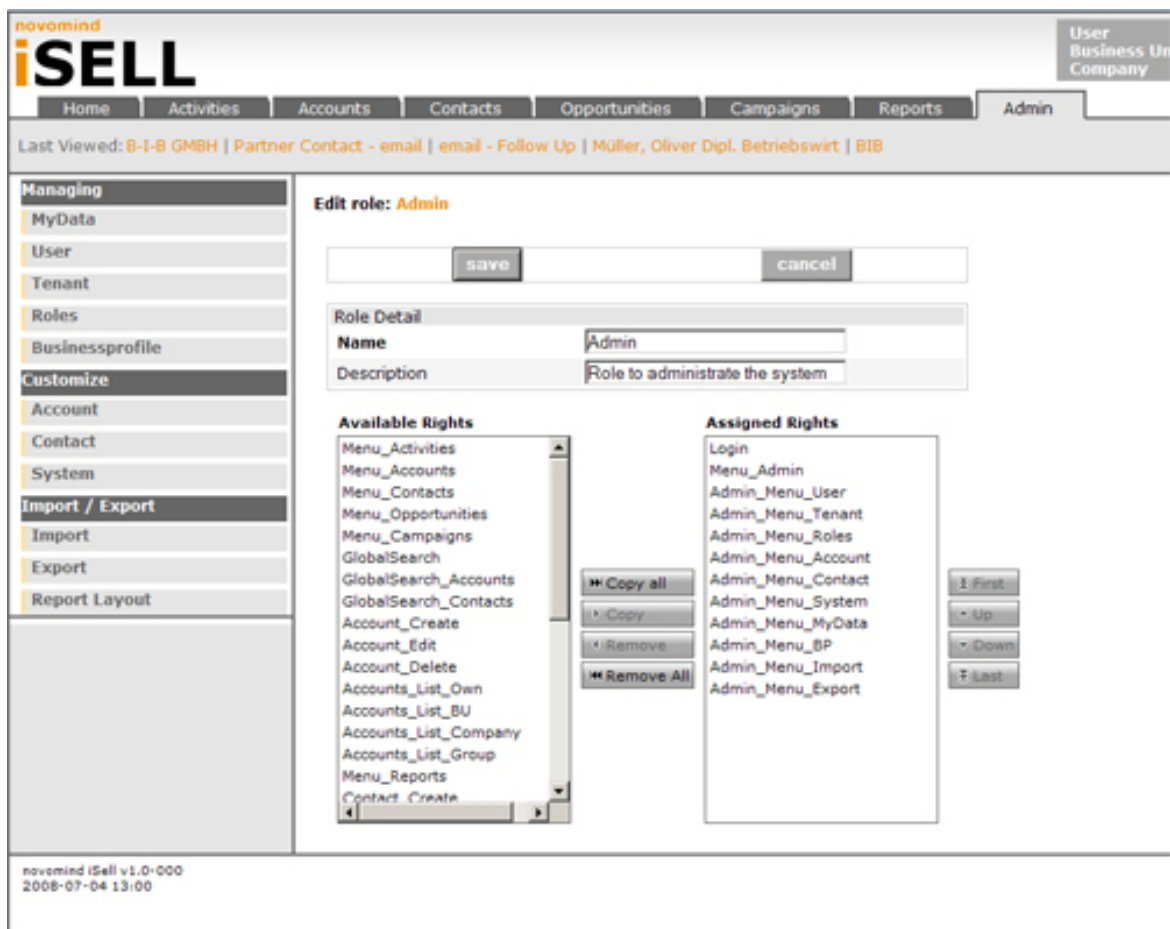 novomind
iSELL
User
Business Un
Company
Home Activities Accounts Contacts Opportunities Campaigns Reports Admin
Last Viewed: B-I-B GMBH | Partner Contact - email | email - Follow Up | Müller, Oliver Dipl. Betriebswirt | BIB
Managing
MyData
User
Tenant
Roles
Businessprofile
Customize
Account
Contact
System
Import / Export
Import
Export
Report Layout
Edit role: Admin
save cancel
Role Detail
Name Admin
Description Role to administrate the system
Available Rights
Menu_Activities
Menu_Accounts
Menu_Contacts
Menu_Opportunities
Menu_Campaigns
GlobalSearch
GlobalSearch_Accounts
GlobalSearch_Contacts
Account_Create
Account_Edit
Account_Delete
Accounts_List_Own
Accounts_List_BU
Accounts_List_Company
Accounts_List_Group
Menu_Reports
Contact_Create
Copy all
Copy
Remove
Remove All
Assigned Rights
Login
Menu_Admin
Admin_Menu_User
Admin_Menu_Tenant
Admin_Menu_Roles
Admin_Menu_Account
Admin_Menu_Contact
Admin_Menu_System
Admin_Menu_MyData
Admin_Menu_BP
Admin_Menu_Import
Admin_Menu_Export
First
Up
Down
Last
novomind iSell v1.0-000
2008-07-04 13:00